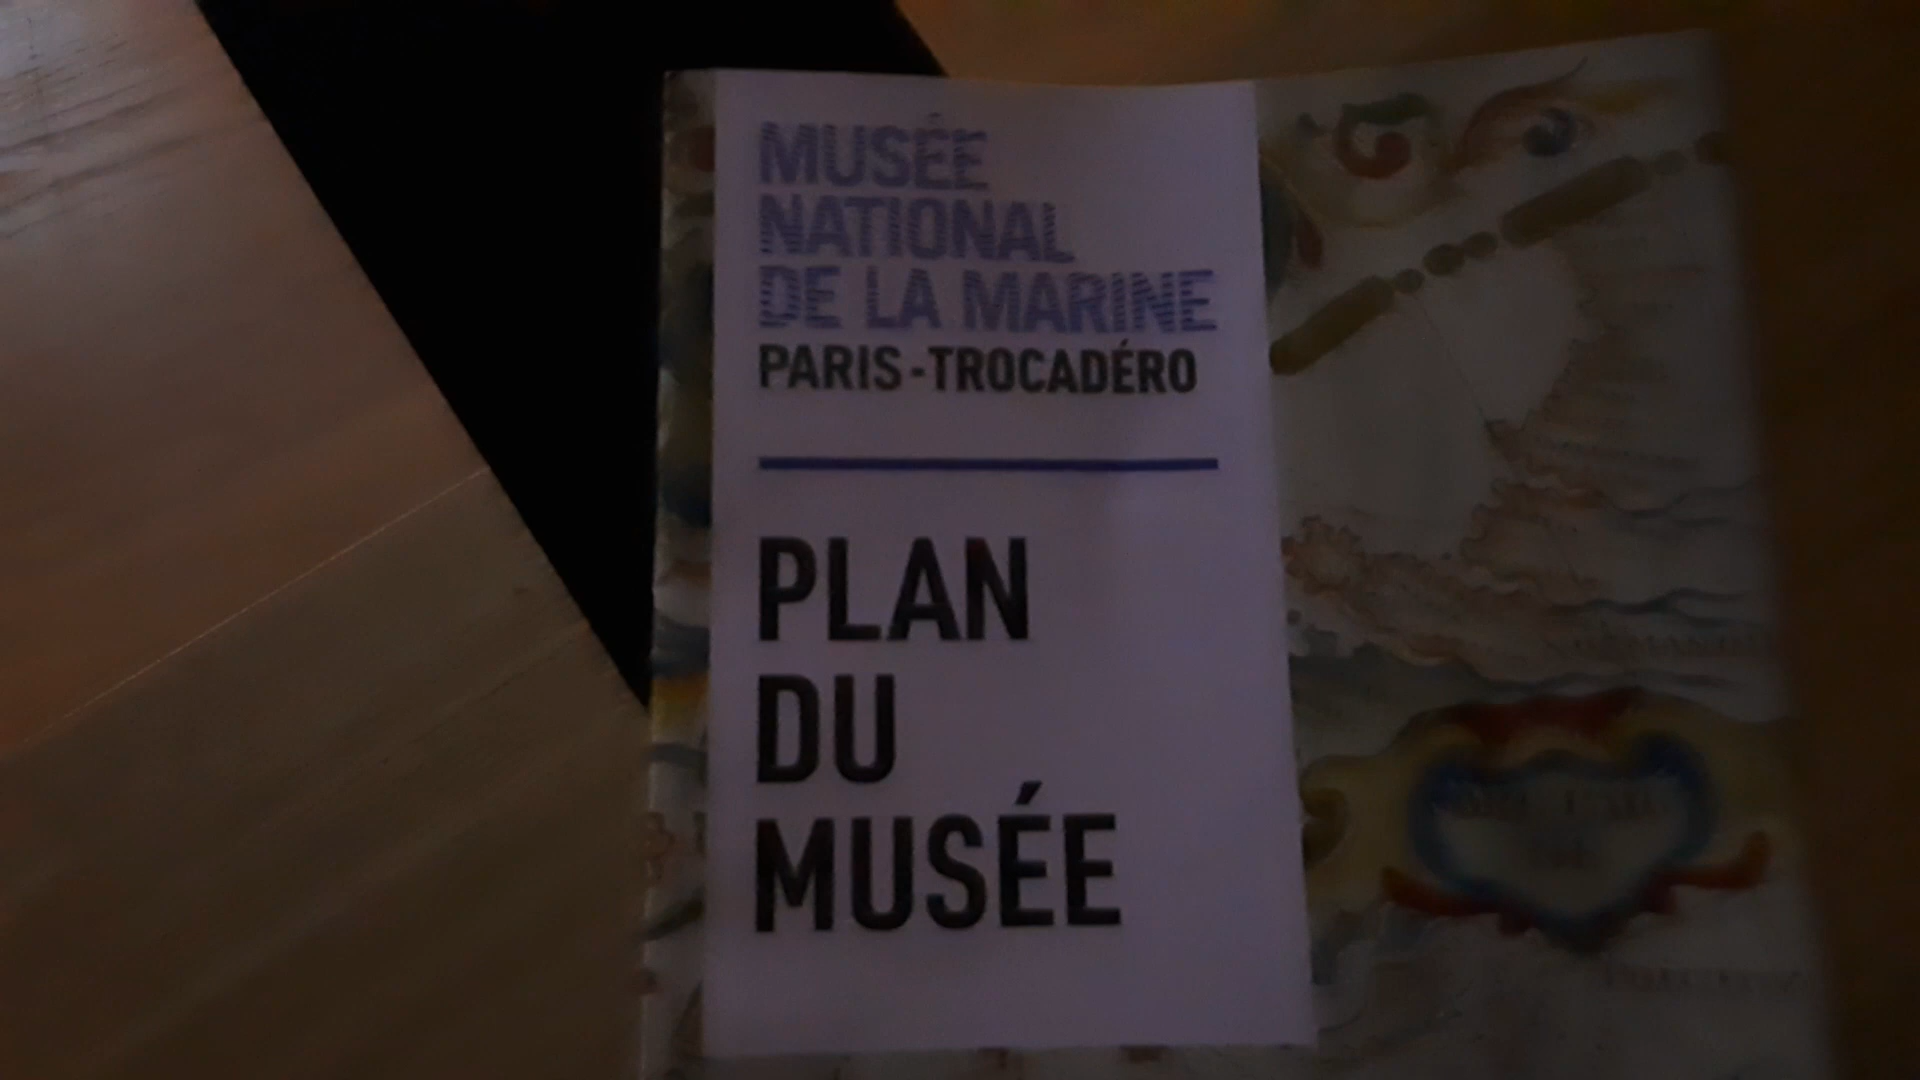 MUSÉE
NATIONAL
DE LA MARINE
PARIS-TROCADÉRO
PLAN
DU
MUSÉE